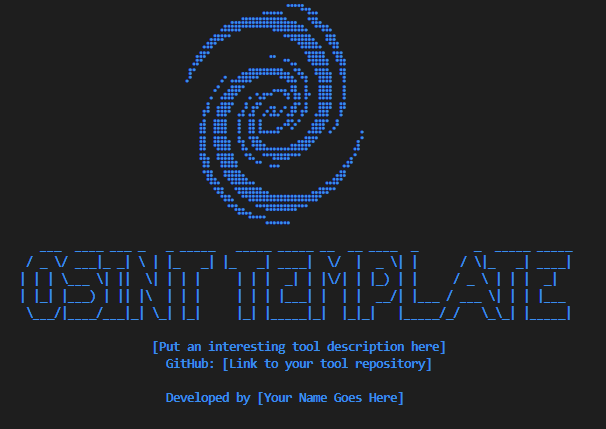 OSINT TEMPLATE
[Put an interesting tool description here]
GitHub: [Link to your tool repository]
Developed by [Your Name Goes Here]